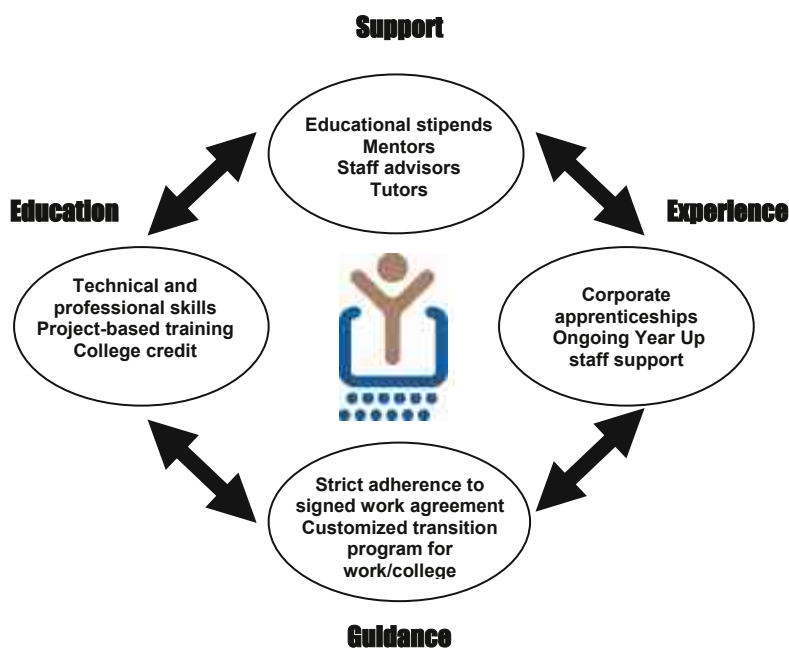 Support
Educational stipends
Mentors
Staff advisors
Tutors
Education
Experience
Technical and
professional skills
Project-based training
College credit
Corporate
apprenticeships
Ongoing Year Up
staff support
Strict adherence to
signed work agreement
Customized transition
program for
work/college
Guidance